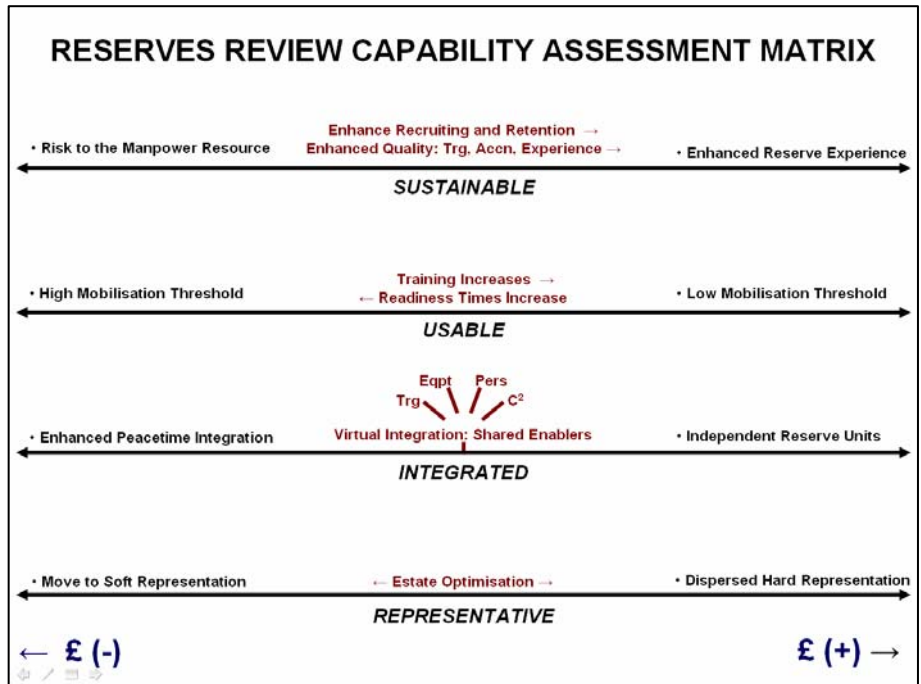 RESERVES REVIEW CAPABILITY ASSESSMENT MATRIX
Enhance Recruiting and Retention →
• Risk to the Manpower Resource
Enhanced Quality: Trg, Accn, Experience →
• Enhanced Reserve Experience
SUSTAINABLE
Training Increases →
• High Mobilisation Threshold
← Readiness Times Increase
• Low Mobilisation Threshold
USABLE
Eqpt Pers
Trg C²
• Enhanced Peacetime Integration
Virtual Integration: Shared Enablers
• Independent Reserve Units
INTEGRATED
• Move to Soft Representation
← Estate Optimisation →
• Dispersed Hard Representation
REPRESENTATIVE
← £ (-)
£ (+) →